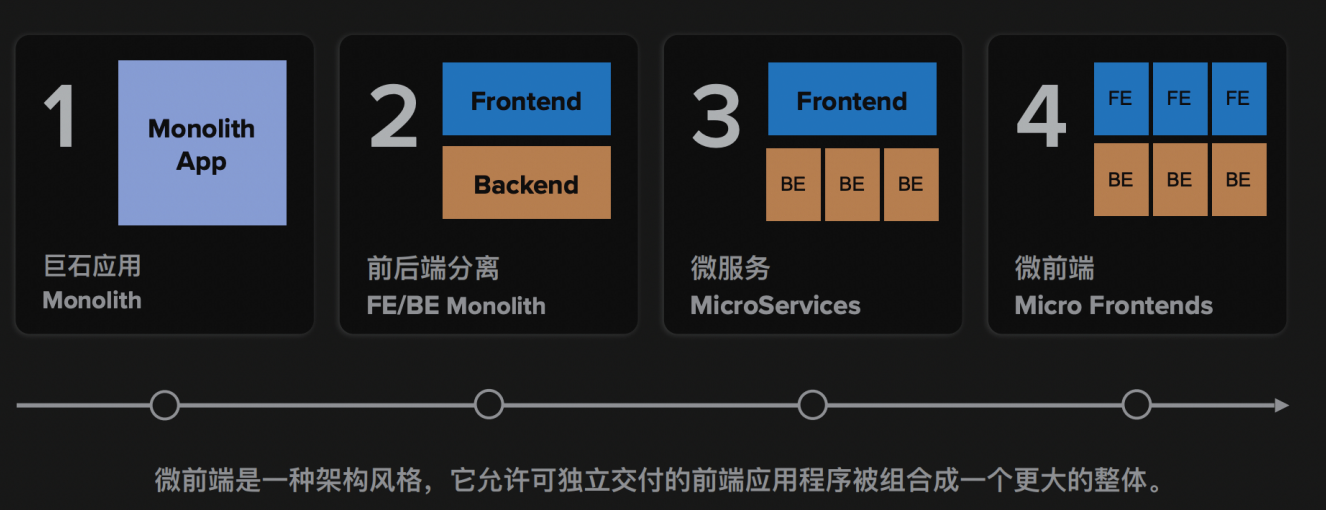 1
Monolith
App
巨石应用
Monolith
2
Frontend
Backend
前后端分离
FE/BE Monolith
3
Frontend
BE BE BE
微服务
MicroServices
4
FE FE FE
BE BE BE
微前端
Micro Frontends
微前端是一种架构风格，它允许可独立交付的前端应用程序被组合成一个更大的整体。